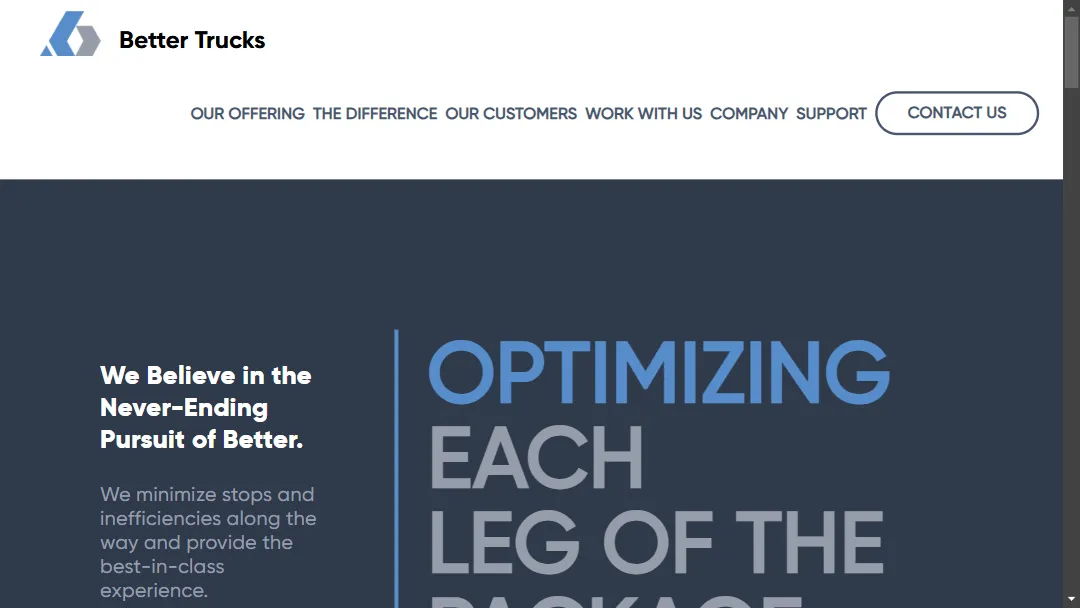 Better Trucks
OUR OFFERING THE DIFFERENCE OUR CUSTOMERS WORK WITH US COMPANY SUPPORT CONTACT US
We Believe in the
Never-Ending
Pursuit of Better.
We minimize stops and
inefficiencies along the
way and provide the
best-in-class
experience.
OPTIMIZING
EACH
LEG OF THE
PACKAGE